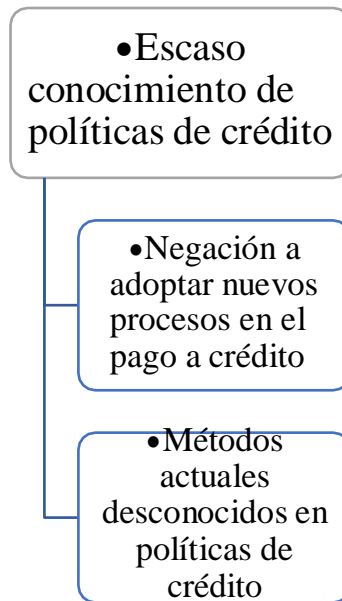 •Escaso
conocimiento de
políticas de crédito
•Negación a
adoptar nuevos
procesos en el
pago a crédito
•Métodos
actuales
desconocidos en
políticas de
crédito